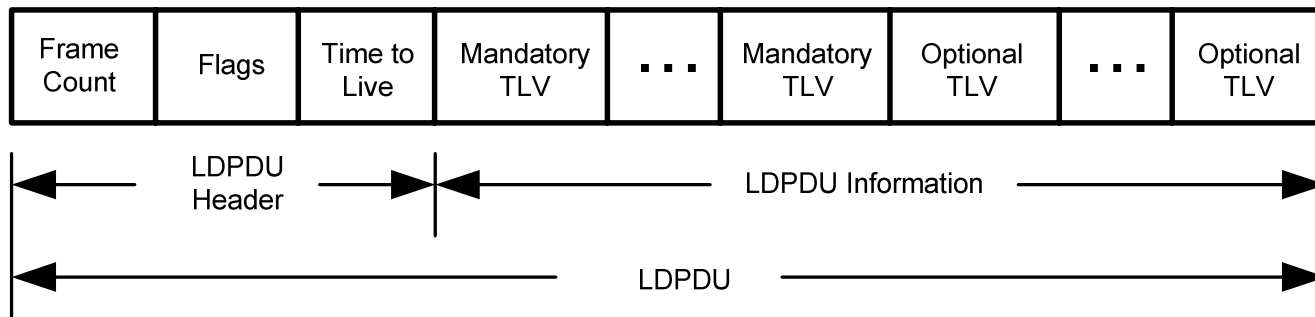 Frame
Count
Flags
Time to
Live
Mandatory
TLV
...
Mandatory
TLV
Optional
TLV
...
Optional
TLV
LDPDU
Header
LDPDU Information
LDPDU